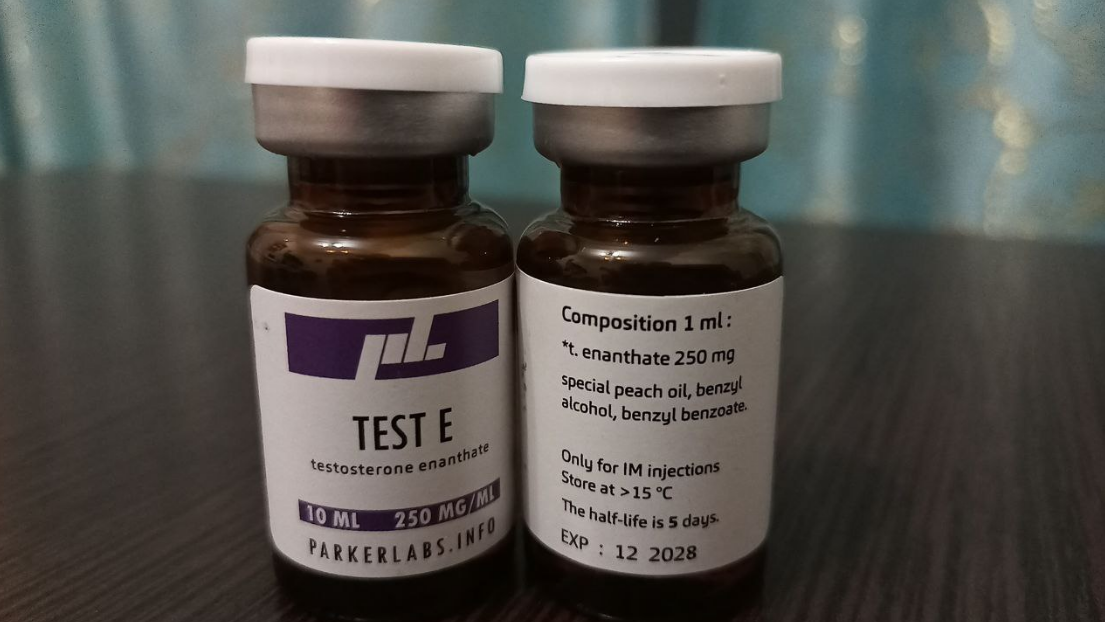 pL
TEST E
testosterone enanthate
10 ML 250 MG/ML
PARKERLABS.INFO
Composition 1 ml :
*t. enanthate 250 mg
special peach oil, benzyl
alcohol, benzyl benzoate.
Only for IM injections
Store at >15 °C
The half-life is 5 days.
EXP : 12 2028